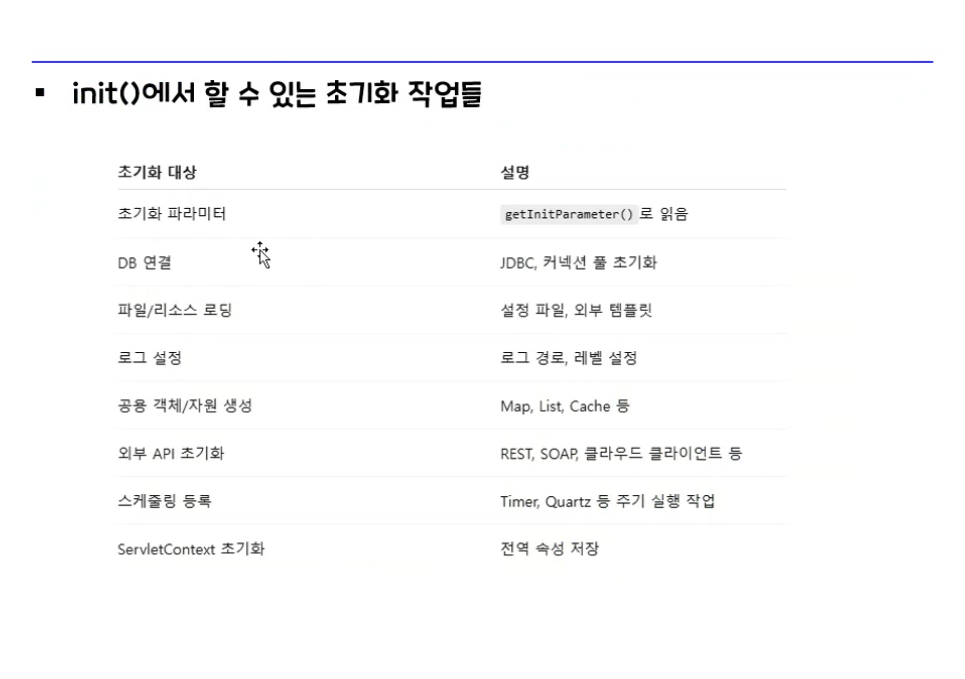 ▪ init()에서 할 수 있는 초기화 작업들
초기화 대상 설명
초기화 파라미터 getInitParameter() 로 읽음
DB 연결 JDBC, 커넥션 풀 초기화
파일/리소스 로딩 설정 파일, 외부 템플릿
로그 설정 로그 경로, 레벨 설정
공용 객체/자원 생성 Map, List, Cache 등
외부 API 초기화 REST, SOAP, 클라우드 클라이언트 등
스케줄링 등록 Timer, Quartz 등 주기 실행 작업
ServletContext 초기화 전역 속성 저장